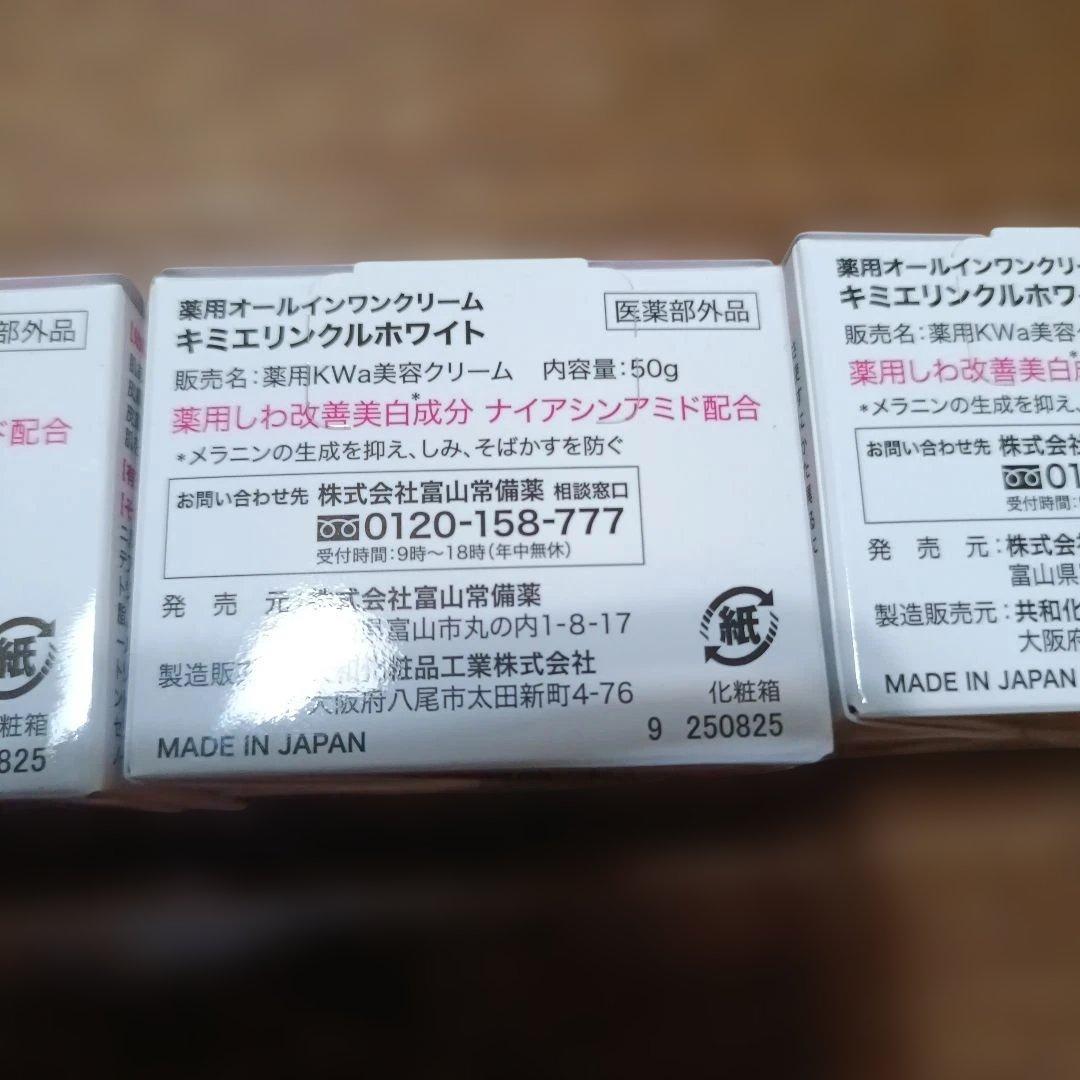 部外品
ド配合
紙
化粧箱
825
薬用オールインワンクリーム
キミエリンクルホワイト
医薬部外品
販売名:薬用KWa美容クリーム 内容量:50g
薬用しわ改善美白*成分 ナイアシンアミド配合
*メラニンの生成を抑え、しみ、そばかすを防ぐ
お問い合わせ先 株式会社富山常備薬 相談窓口
0120-158-777
受付時間:9時〜18時(年中無休)
発売元 式会社富山常備薬
富山市丸の内1-8-17
製造販 粧品工業株式会社
大阪府八尾市太田新町4-76
紙
化粧箱
MADE IN JAPAN
9 250825
薬用オールインワンクリ
キミエリンクルホワ
販売名:薬用KWa美容
薬用しわ改善美白
*メラニンの生成を抑え、
お問い合わせ先 株式会社
01
受付時間:
発売元:株式会社
富山県
製造販売元:共和化
大阪府
MADE IN JAPAN